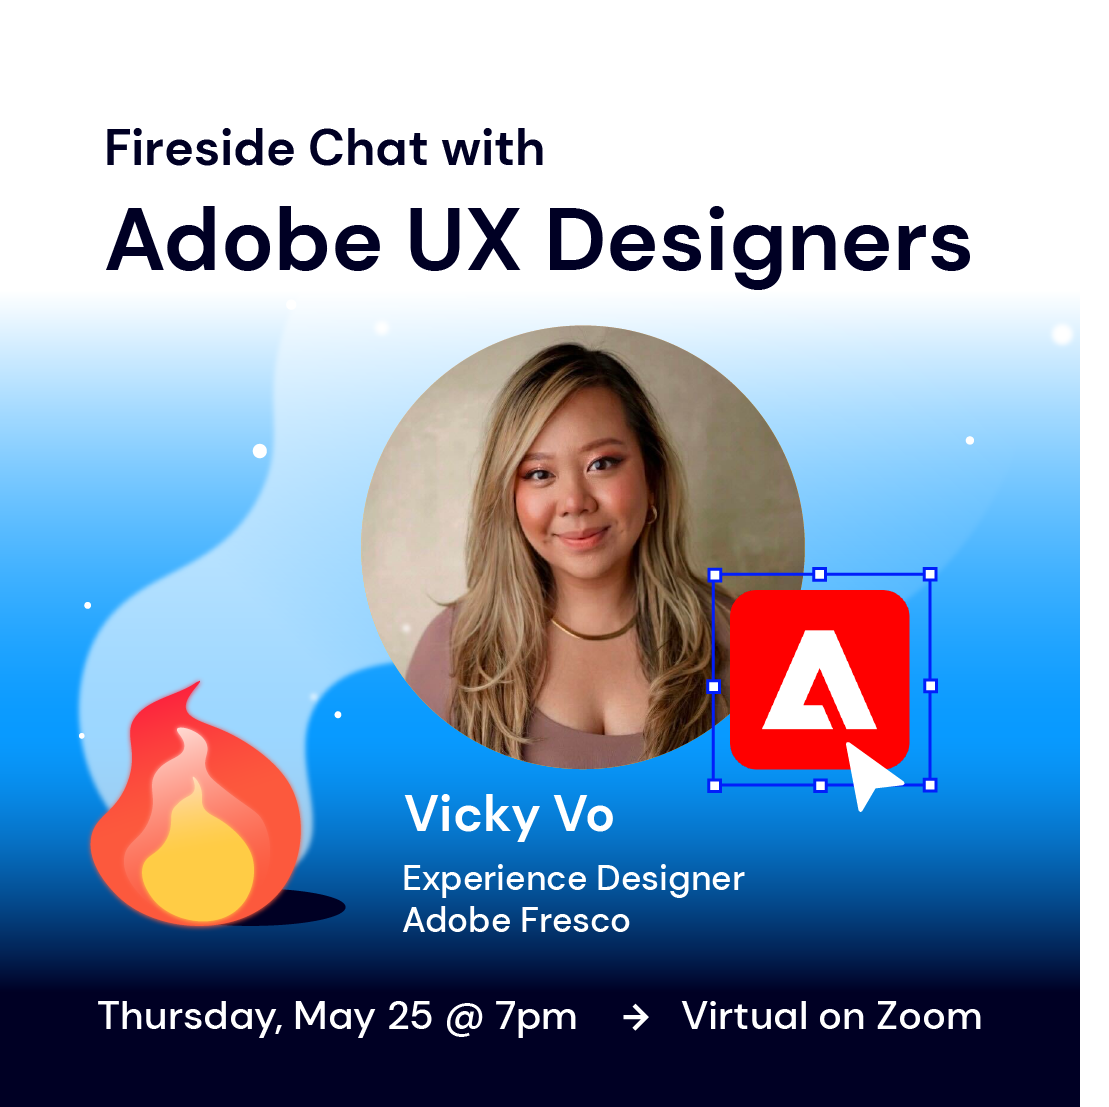 Fireside Chat with
Adobe UX Designers
Vicky Vo
Experience Designer
Adobe Fresco
Thursday, May 25 @ 7pm → Virtual on Zoom